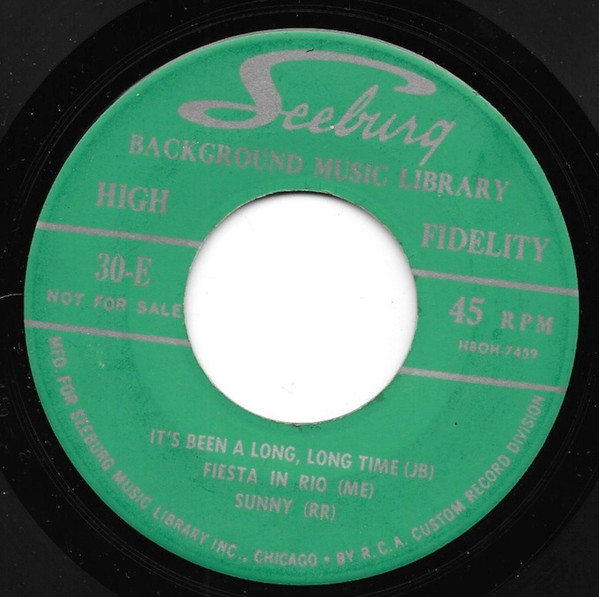 Seeburg
BACKGROUND MUSIC LIBRARY
HIGH FIDELITY
30-E
NOT FOR SALE
45 RPM
H8OH-7459
IT'S BEEN A LONG, LONG TIME (JB)
FIESTA IN RIO (ME)
SUNNY (RR)
MFD. FOR SEEBURG MUSIC LIBRARY INC., CHICAGO • BY R.C.A. CUSTOM RECORD DIVISION